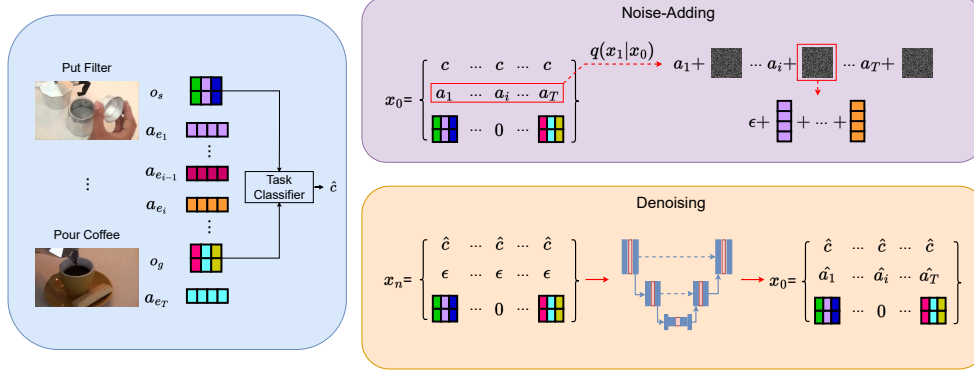 Put Filter
o_s
a_{e_1}
⋮
a_{e_{i-1}}
...
a_{e_i}
⋮
Pour Coffee
o_g
a_{e_T}
Task
Classifier
ĉ
Noise-Adding
x_0= { c ... c ... c }
a_1 ... a_i ... a_T
0 ...
q(x_1|x_0)
a_1+ ... a_i+ ... a_T+
ϵ+ + ... +
Denoising
x_n= { ĉ ... ĉ ... ĉ }
ϵ ... ϵ ... ϵ
... 0 ...
x_0= { ĉ ... ĉ ... ĉ }
â_1 ... â_i ... â_T
... 0 ...